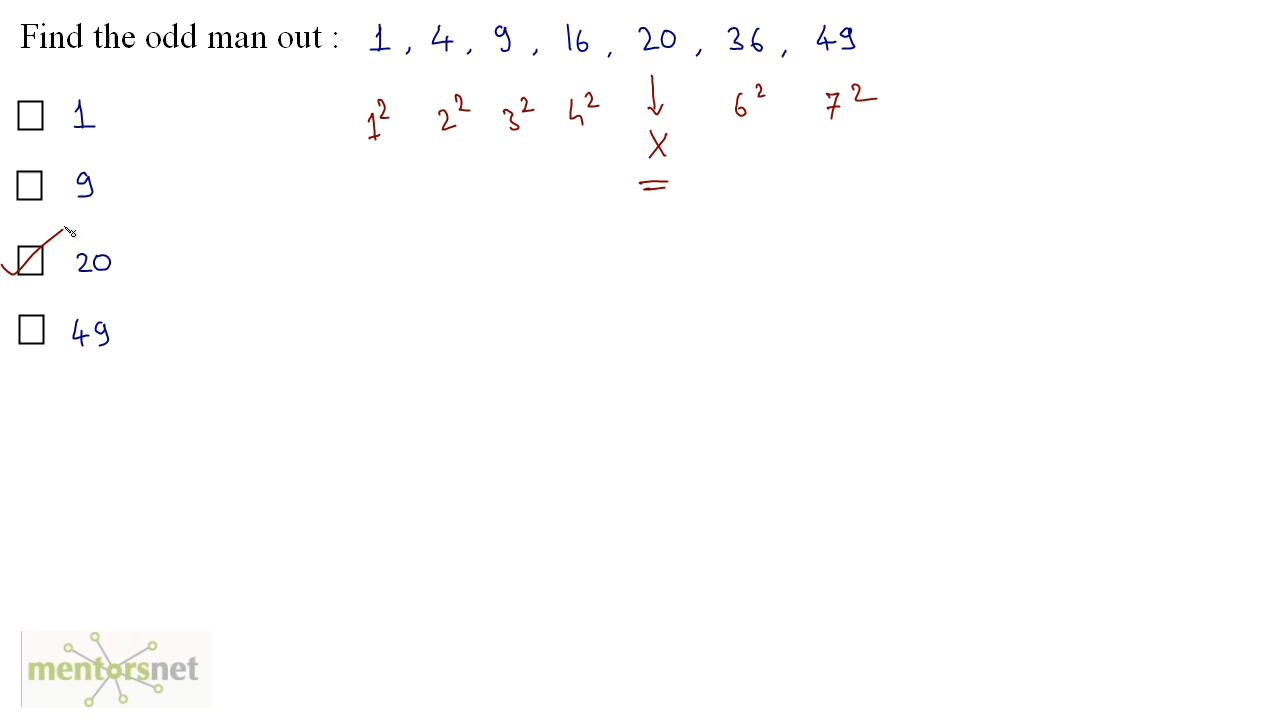 Find the odd man out : 1 , 4 , 9 , 16 , 20 , 36 , 49
1² 2² 3² 4² ↓ 6² 7²
X
1
9
20
49
mentorsnet